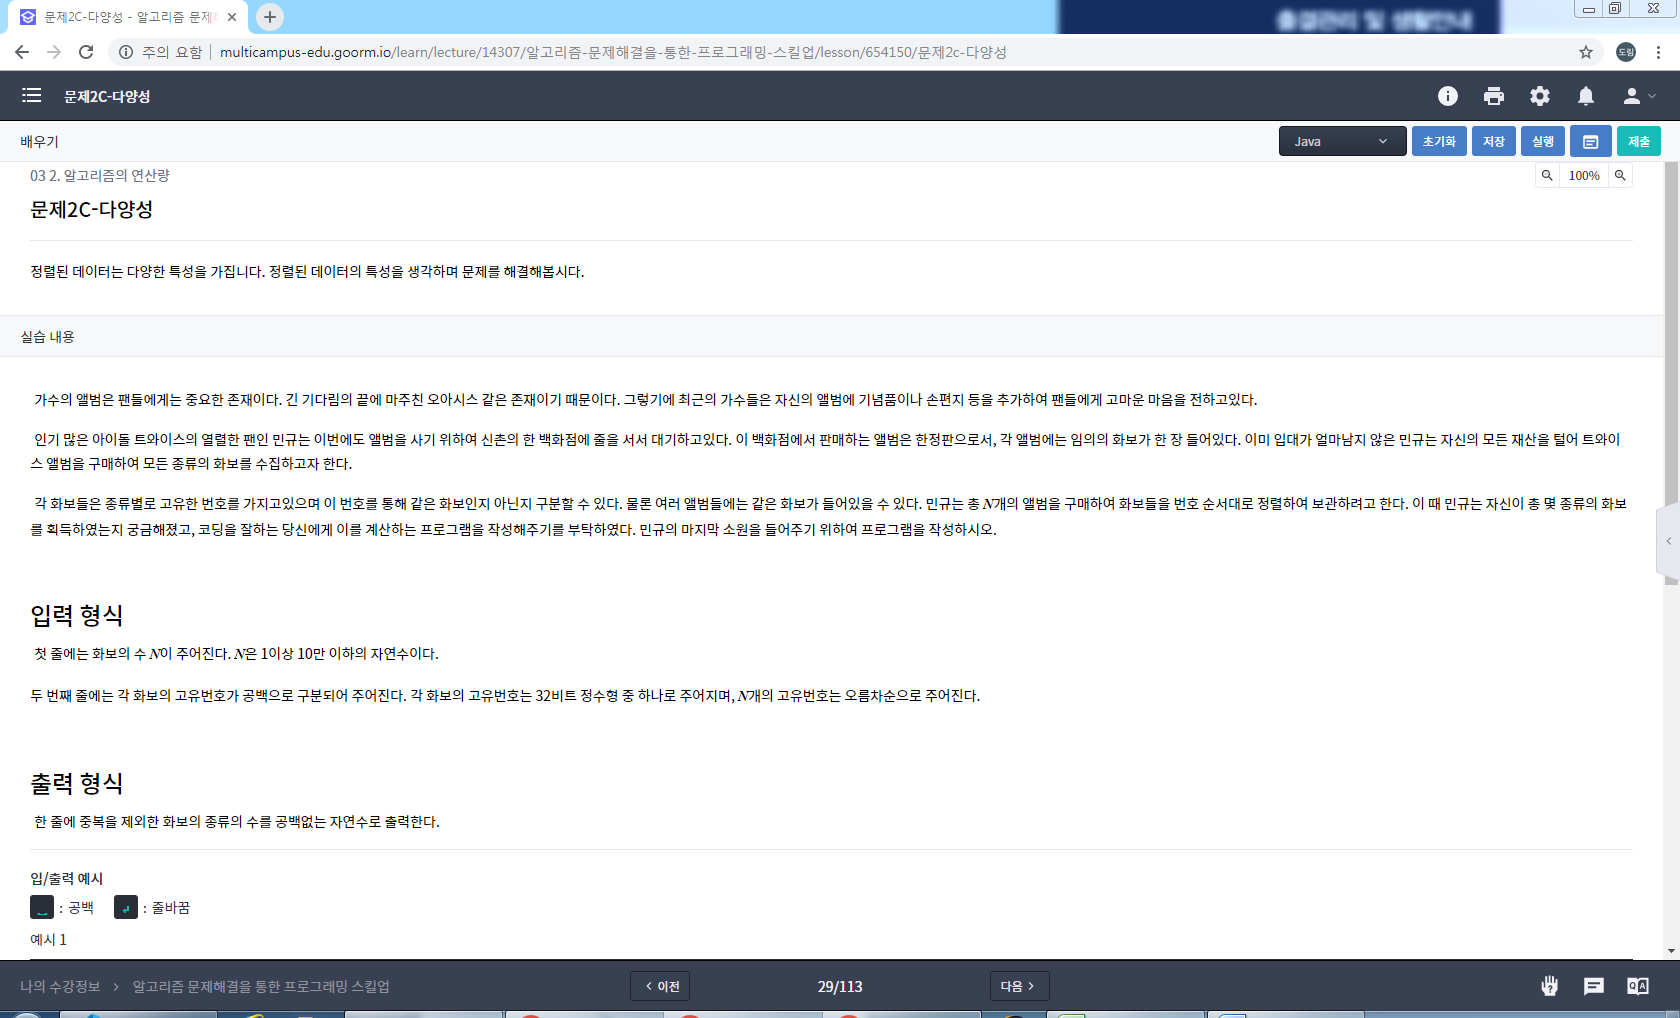 문제2C-다양성 - 알고리즘 문제
출결관리 및 생활안내
주의 요함 | multicampus-edu.goorm.io/learn/lecture/14307/알고리즘-문제해결을-통한-프로그래밍-스킬업/lesson/654150/문제2c-다양성
도림
문제2C-다양성
배우기
Java
초기화
저장
실행
제출
03 2. 알고리즘의 연산량
100%
문제2C-다양성
정렬된 데이터는 다양한 특성을 가집니다. 정렬된 데이터의 특성을 생각하며 문제를 해결해봅시다.
실습 내용
가수의 앨범은 팬들에게는 중요한 존재이다. 긴 기다림의 끝에 마주친 오아시스 같은 존재이기 때문이다. 그렇기에 최근의 가수들은 자신의 앨범에 기념품이나 손편지 등을 추가하여 팬들에게 고마운 마음을 전하고있다.
인기 많은 아이돌 트와이스의 열렬한 팬인 민규는 이번에도 앨범을 사기 위하여 신촌의 한 백화점에 줄을 서서 대기하고있다. 이 백화점에서 판매하는 앨범은 한정판으로서, 각 앨범에는 임의의 화보가 한 장 들어있다. 이미 입대가 얼마남지 않은 민규는 자신의 모든 재산을 털어 트와이
스 앨범을 구매하여 모든 종류의 화보를 수집하고자 한다.
각 화보들은 종류별로 고유한 번호를 가지고있으며 이 번호를 통해 같은 화보인지 아닌지 구분할 수 있다. 물론 여러 앨범들에는 같은 화보가 들어있을 수 있다. 민규는 총 N개의 앨범을 구매하여 화보들을 번호 순서대로 정렬하여 보관하려고 한다. 이 때 민규는 자신이 총 몇 종류의 화보
를 획득하였는지 궁금해졌고, 코딩을 잘하는 당신에게 이를 계산하는 프로그램을 작성해주기를 부탁하였다. 민규의 마지막 소원을 들어주기 위하여 프로그램을 작성하시오.
입력 형식
첫 줄에는 화보의 수 N이 주어진다. N은 1이상 10만 이하의 자연수이다.
두 번째 줄에는 각 화보의 고유번호가 공백으로 구분되어 주어진다. 각 화보의 고유번호는 32비트 정수형 중 하나로 주어지며, N개의 고유번호는 오름차순으로 주어진다.
출력 형식
한 줄에 중복을 제외한 화보의 종류의 수를 공백없는 자연수로 출력한다.
입/출력 예시
: 공백 : 줄바꿈
예시 1
나의 수강정보 > 알고리즘 문제해결을 통한 프로그래밍 스킬업
< 이전
29/113
다음 >